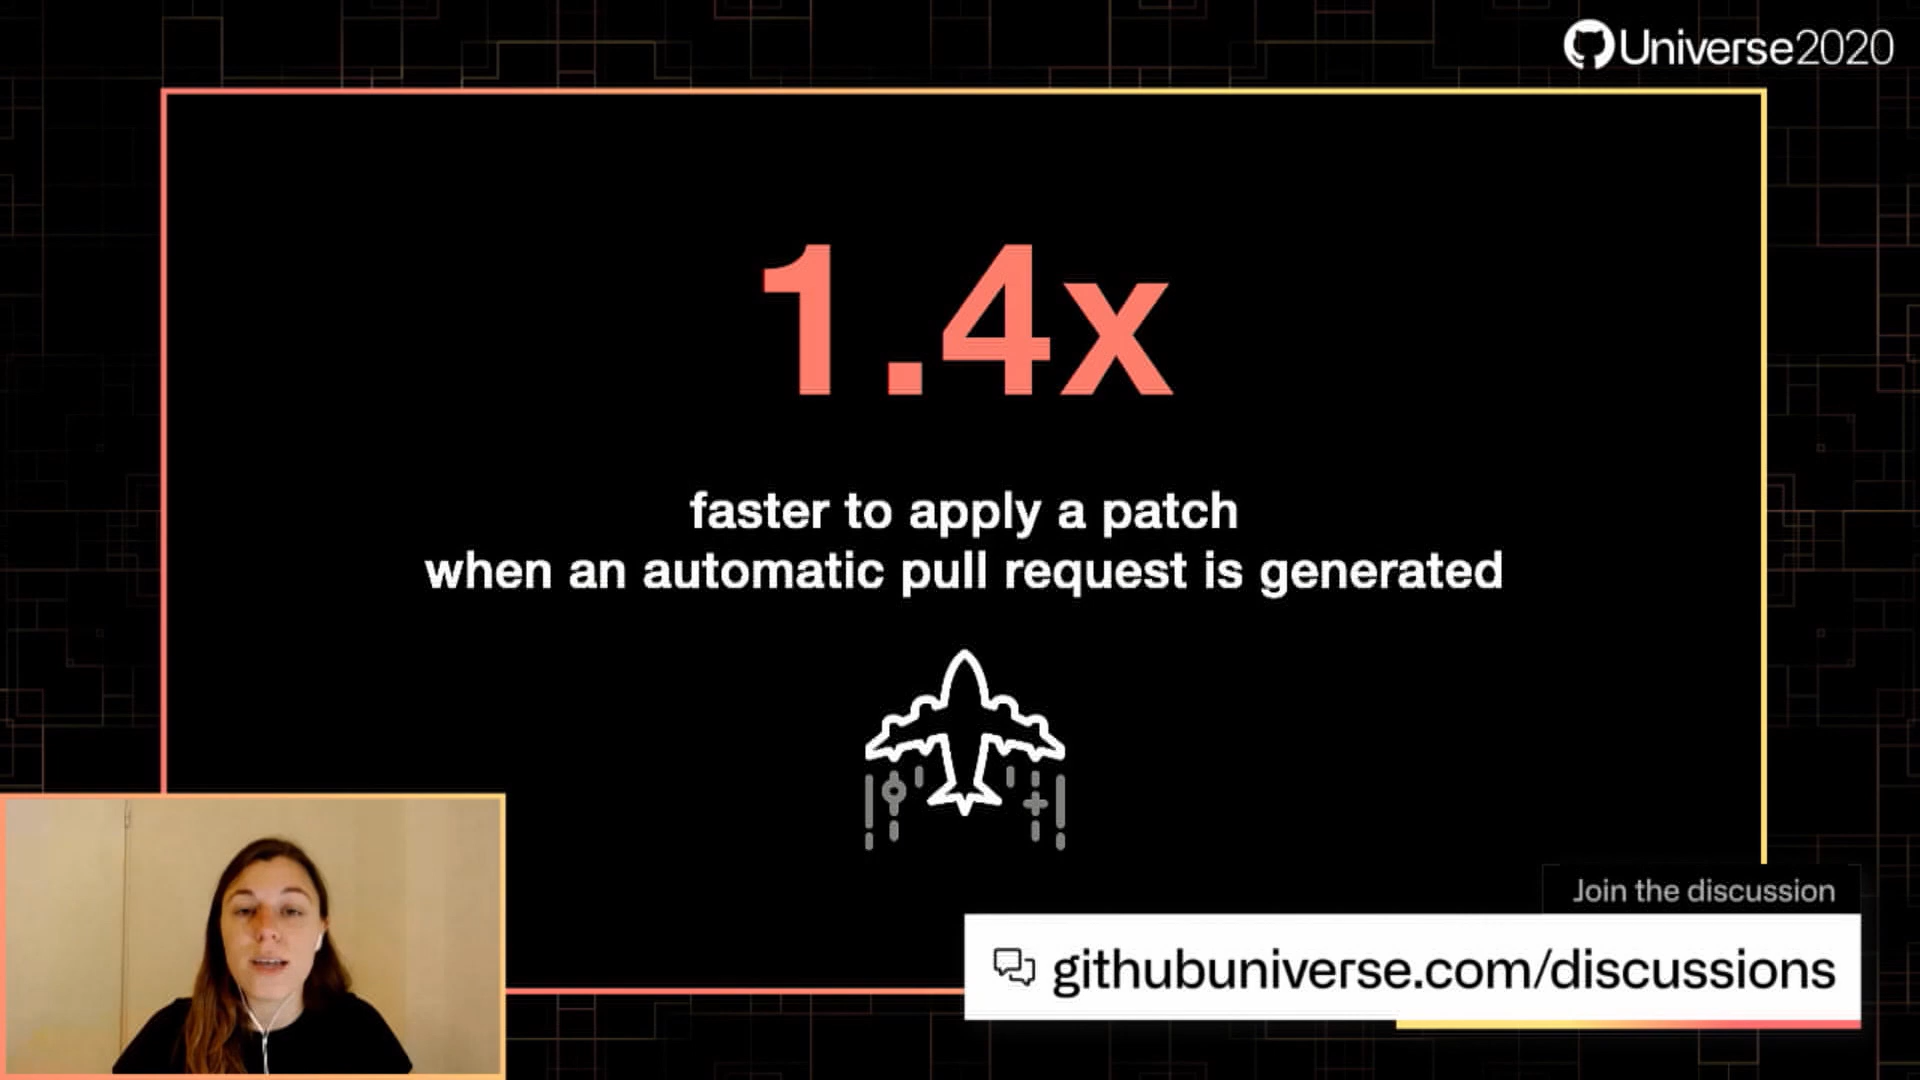 Universe2020
1.4x
faster to apply a patch
when an automatic pull request is generated
Join the discussion
githubuniverse.com/discussions